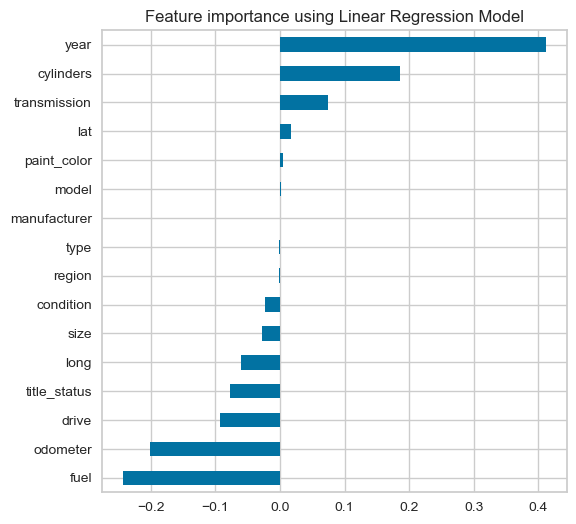 Feature importance using Linear Regression Model
year
cylinders
transmission
lat
paint_color
model
manufacturer
type
region
condition
size
long
title_status
drive
odometer
fuel
−0.2 −0.1 0.0 0.1 0.2 0.3 0.4